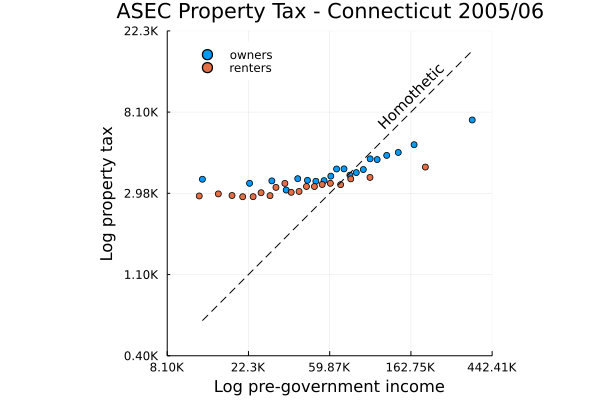 ASEC Property Tax - Connecticut 2005/06
22.3K
owners
renters
Homothetic
8.10K
Log property tax
2.98K
1.10K
0.40K
8.10K 22.3K 59.87K 162.75K 442.41K
Log pre-government income